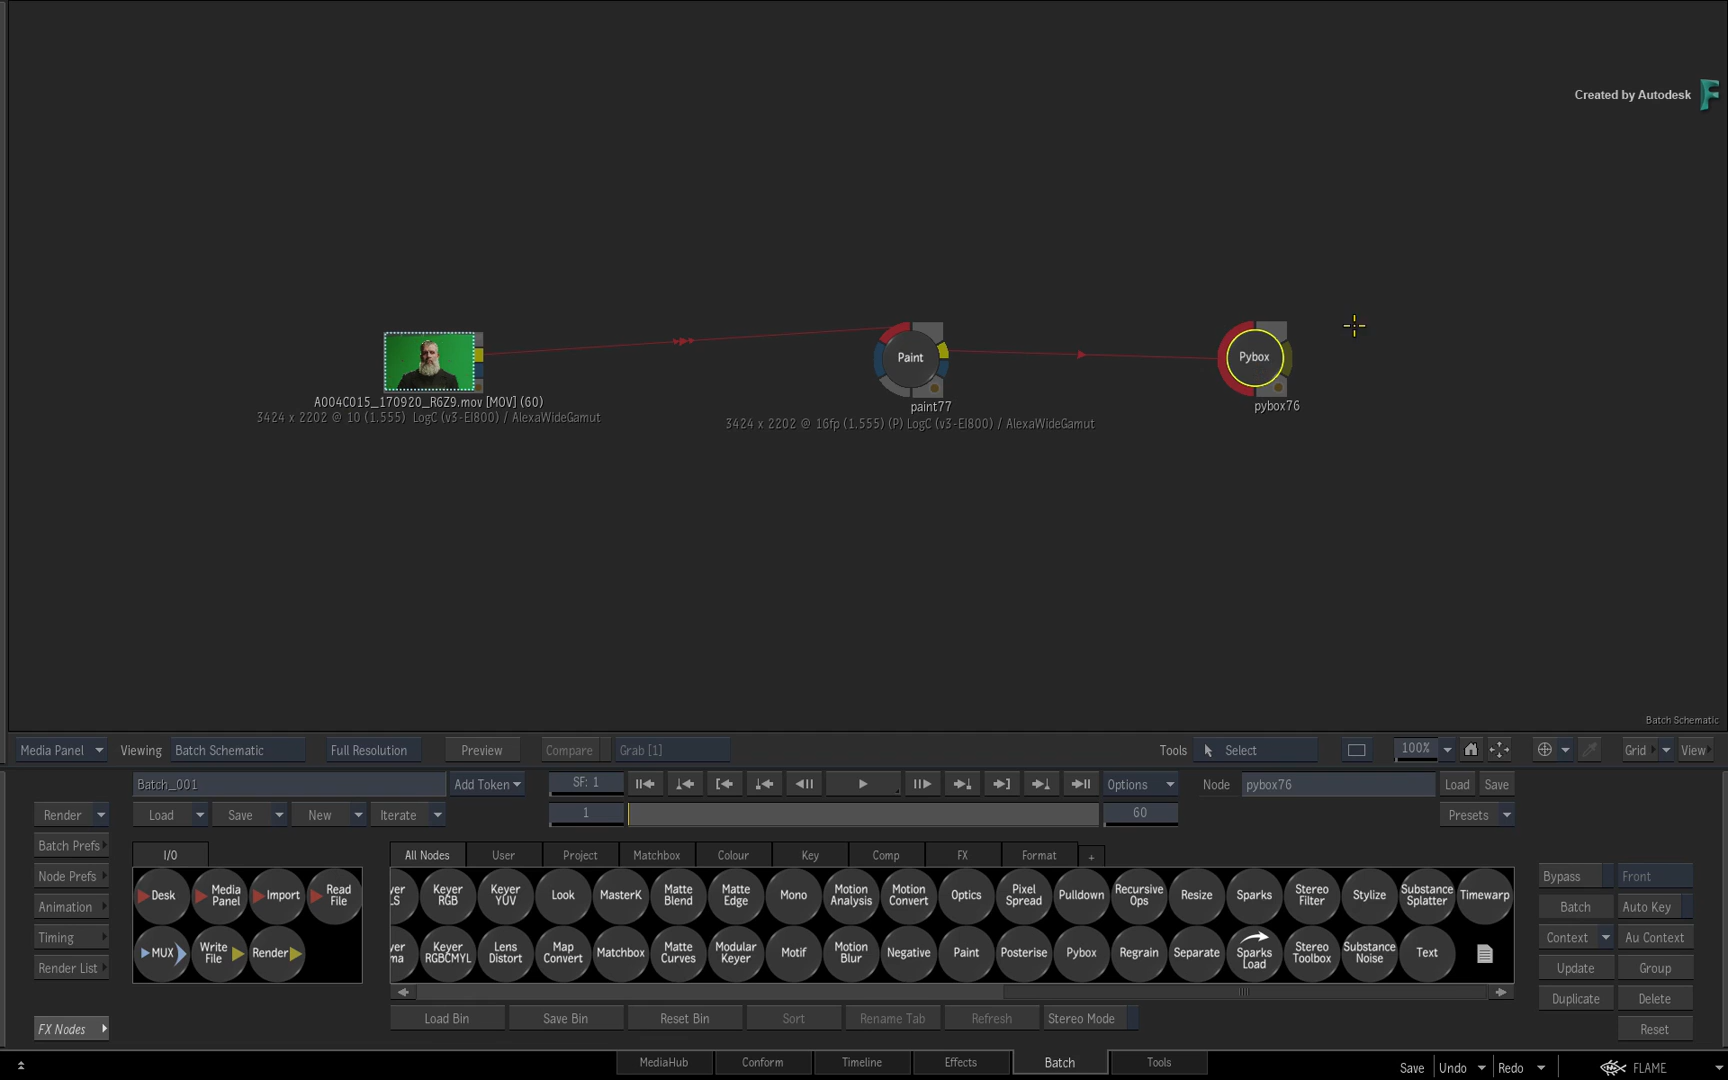 Created by Autodesk
Paint
Pybox
A004C015_170920_R6Z9.mov [MOV] (60)
3424 x 2202 @ 10 (1.555) LogC (v3-EI800) / AlexaWideGamut
paint77
3424 x 2202 @ 16fp (1.555) (P) LogC (v3-EI800) / AlexaWideGamut
pybox76
Batch Schematic
Media Panel Viewing Batch Schematic Full Resolution Preview Compare Grab [1] Tools Select 100% Grid View
Batch_001 Add Token SF: 1 Options Node pybox76 Load Save
Render Load Save New Iterate 1 60 Presets
Batch Prefs
Node Prefs
Animation
Timing
Render List
FX Nodes
I/O
Desk Media Panel Import Read File
MUX Write File Render
All Nodes User Project Matchbox Colour Key Comp FX Format +
yer LS Keyer RGB Keyer YUV Look MasterK Matte Blend Matte Edge Mono Motion Analysis Motion Convert Optics Pixel Spread Pulldown Recursive Ops Resize Sparks Stereo Filter Stylize Substance Splatter Timewarp
yer ma Keyer RGBCMYL Lens Distort Map Convert Matchbox Matte Curves Modular Keyer Motif Motion Blur Negative Paint Posterise Pybox Regrain Separate Sparks Load Stereo Toolbox Substance Noise Text
Load Bin Save Bin Reset Bin Sort Rename Tab Refresh Stereo Mode
Bypass Front
Batch Auto Key
Context Au Context
Update Group
Duplicate Delete
Reset
MediaHub Conform Timeline Effects Batch Tools
Save Undo Redo FLAME